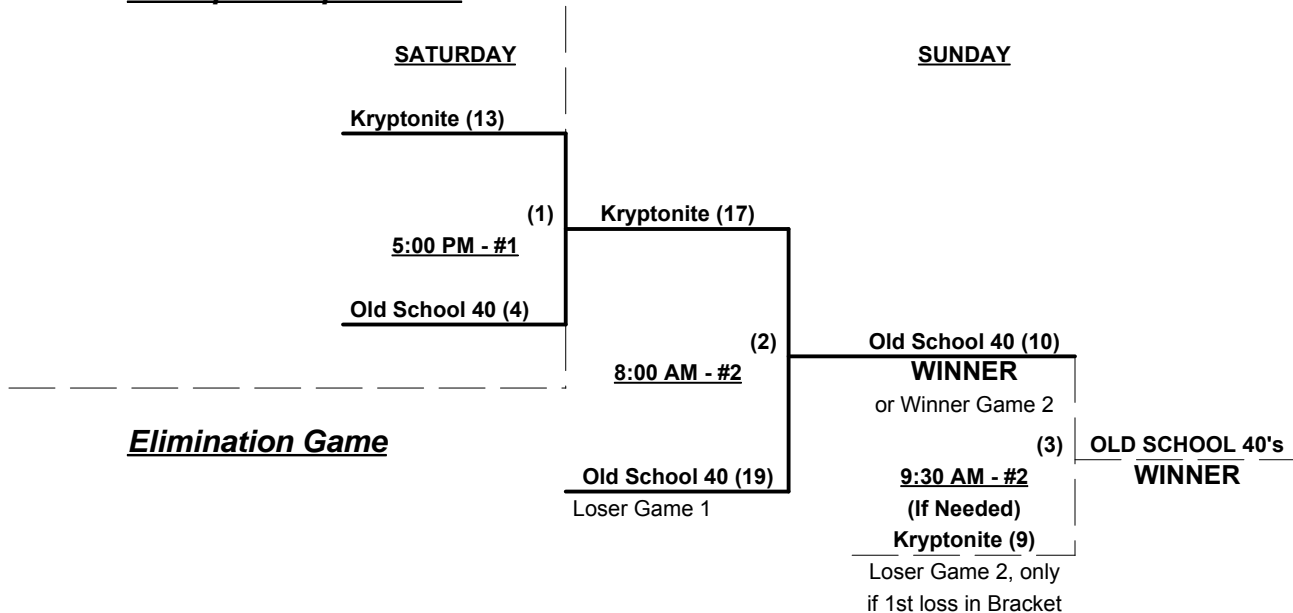 SATURDAY
SUNDAY
Kryptonite (13)
(1)
Kryptonite (17)
5:00 PM - #1
Old School 40 (4)
(2)
Old School 40 (10)
8:00 AM - #2
WINNER
or Winner Game 2
Elimination Game
(3)
OLD SCHOOL 40's
Old School 40 (19)
9:30 AM - #2
WINNER
Loser Game 1
(If Needed)
Kryptonite (9)
Loser Game 2, only
if 1st loss in Bracket